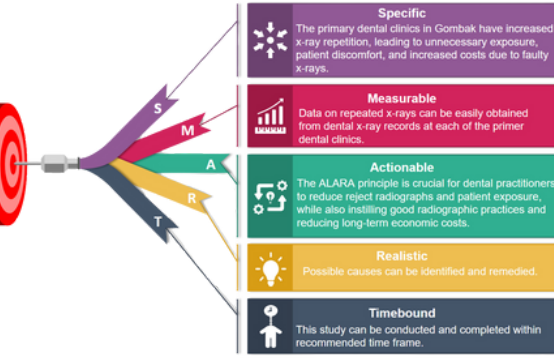 Specific
The primary dental clinics in Gombak have increased
x-ray repetition, leading to unnecessary exposure,
patient discomfort, and increased costs due to faulty
x-rays.
S
M
A
R
T
Measurable
Data on repeated x-rays can be easily obtained
from dental x-ray records at each of the primer
dental clinics.
Actionable
The ALARA principle is crucial for dental practitioners
to reduce reject radiographs and patient exposure,
while also instilling good radiographic practices and
reducing long-term economic costs.
Realistic
Possible causes can be identified and remedied.
Timebound
This study can be conducted and completed within
recommended time frame.